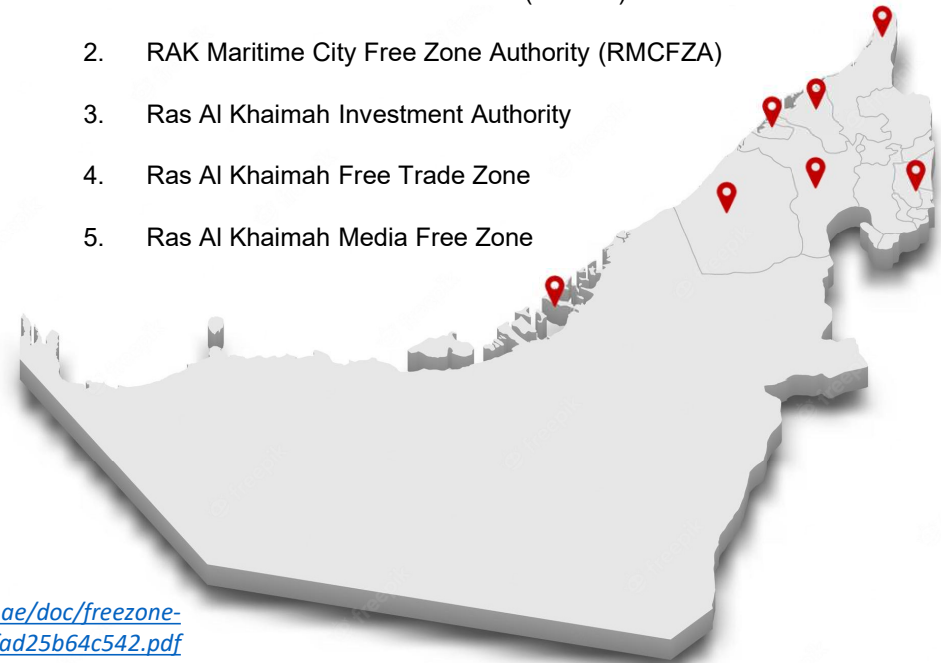 2. RAK Maritime City Free Zone Authority (RMCFZA)
3. Ras Al Khaimah Investment Authority
4. Ras Al Khaimah Free Trade Zone
5. Ras Al Khaimah Media Free Zone
ae/doc/freezone-
ad25b64c542.pdf